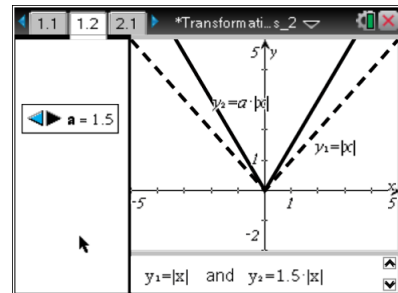 1.1 1.2 2.1 *Transformati…s_2
a = 1.5
5 y
y₂=a·|x|
y₁=|x|
1
x
-5 1 5
-2
y₁=|x| and y₂=1.5·|x|